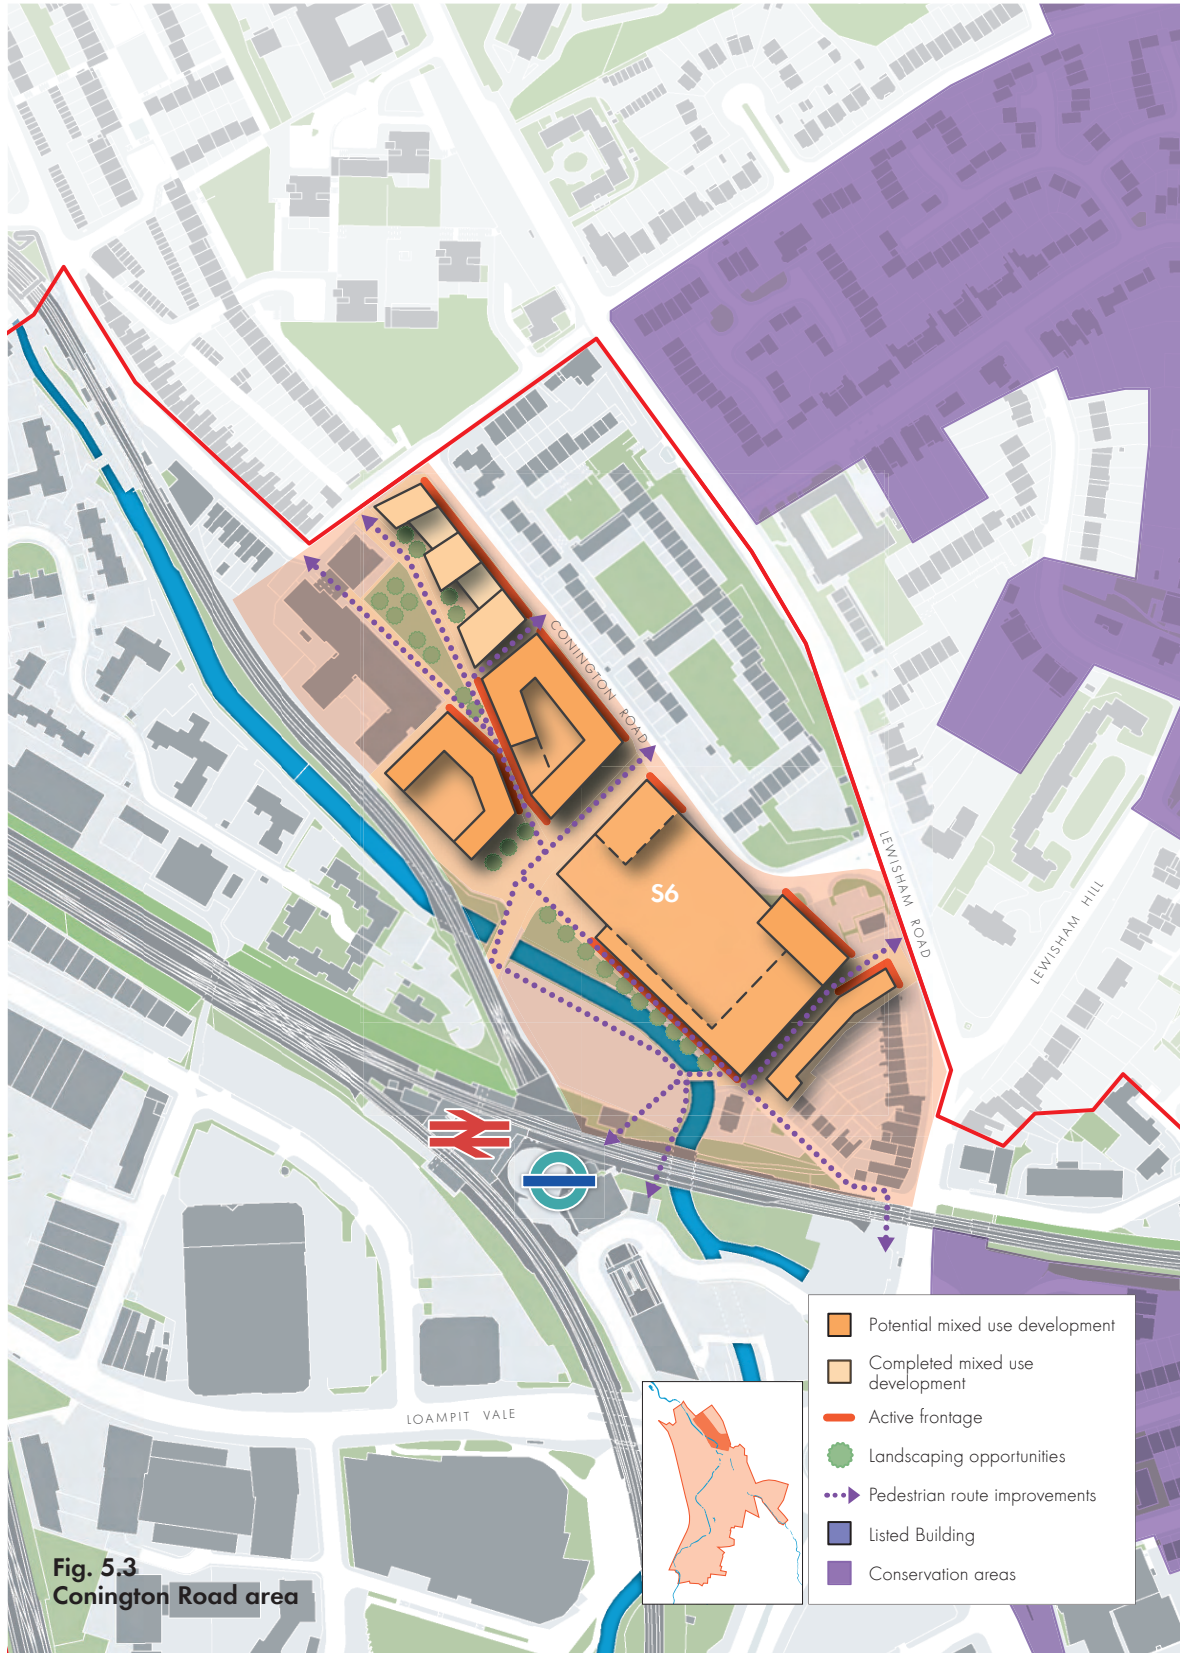 CONINGTON ROAD
S6
LEWISHAM ROAD
LEWISHAM HILL
LOAMPIT VALE
Potential mixed use development
Completed mixed use
development
Active frontage
Landscaping opportunities
Pedestrian route improvements
Listed Building
Conservation areas
Fig. 5.3
Conington Road area